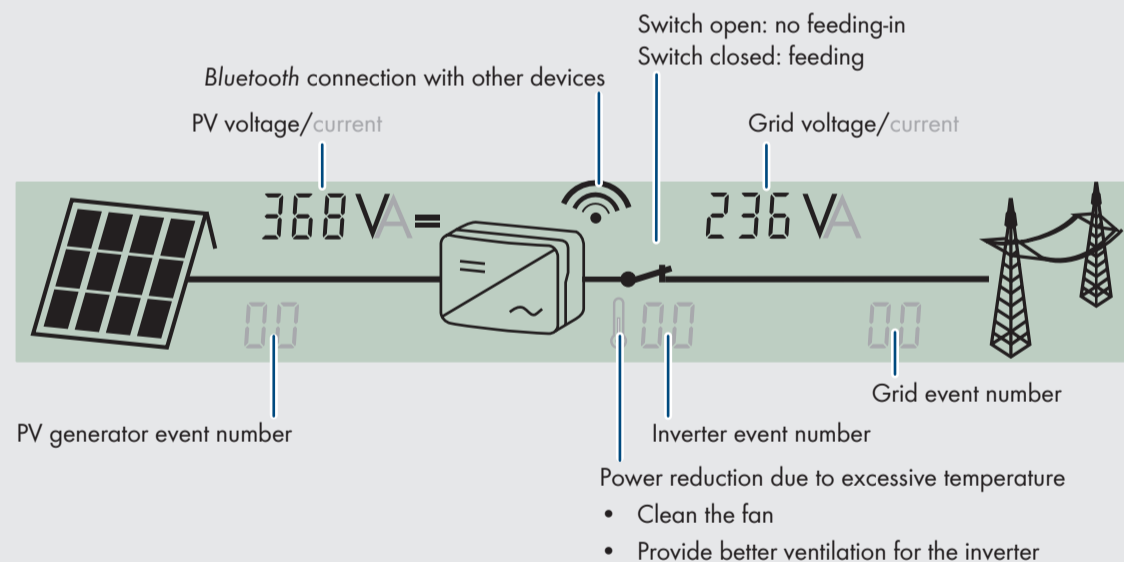 Switch open: no feeding-in
Switch closed: feeding
Bluetooth connection with other devices
PV voltage/current
Grid voltage/current
368 VA=
236 VA
00
00
00
Grid event number
PV generator event number
Inverter event number
Power reduction due to excessive temperature
• Clean the fan
• Provide better ventilation for the inverter